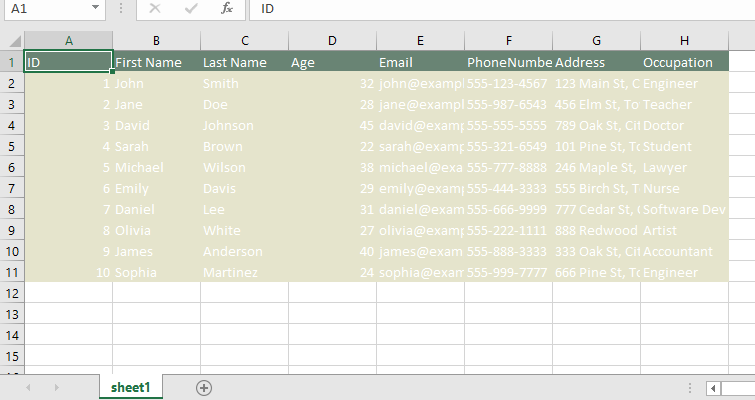 A1 fx ID
A B C D E F G H
1 ID First Name Last Name Age Email PhoneNumbe Address Occupation
2 1 John Smith 32 john@exampl 555-123-4567 123 Main St, C Engineer
3 2 Jane Doe 28 jane@exampl 555-987-6543 456 Elm St, To Teacher
4 3 David Johnson 45 david@examp 555-555-5555 789 Oak St, Cit Doctor
5 4 Sarah Brown 22 sarah@examp 555-321-6549 101 Pine St, To Student
6 5 Michael Wilson 38 michael@exa 555-777-8888 246 Maple St, Lawyer
7 6 Emily Davis 29 emily@examp 555-444-3333 555 Birch St, T Nurse
8 7 Daniel Lee 31 daniel@exam 555-666-9999 777 Cedar St, Software Dev
9 8 Olivia White 27 olivia@examp 555-222-1111 888 Redwood Artist
10 9 James Anderson 40 james@exam 555-888-3333 333 Oak St, Cit Accountant
11 10 Sophia Martinez 24 sophia@exam 555-999-7777 666 Pine St, To Engineer
12
13
14
15
sheet1